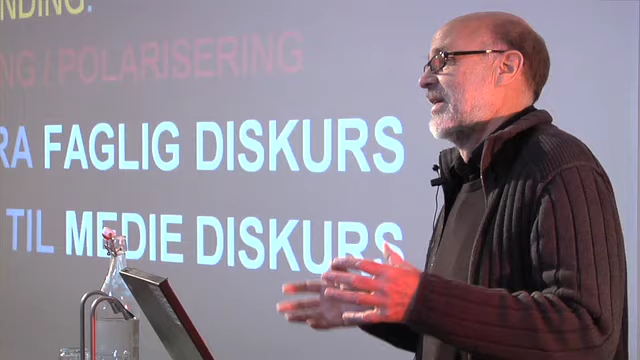 NDING:
NG / POLARISERING
RA FAGLIG DISKURS
TIL MEDIE DISKURS